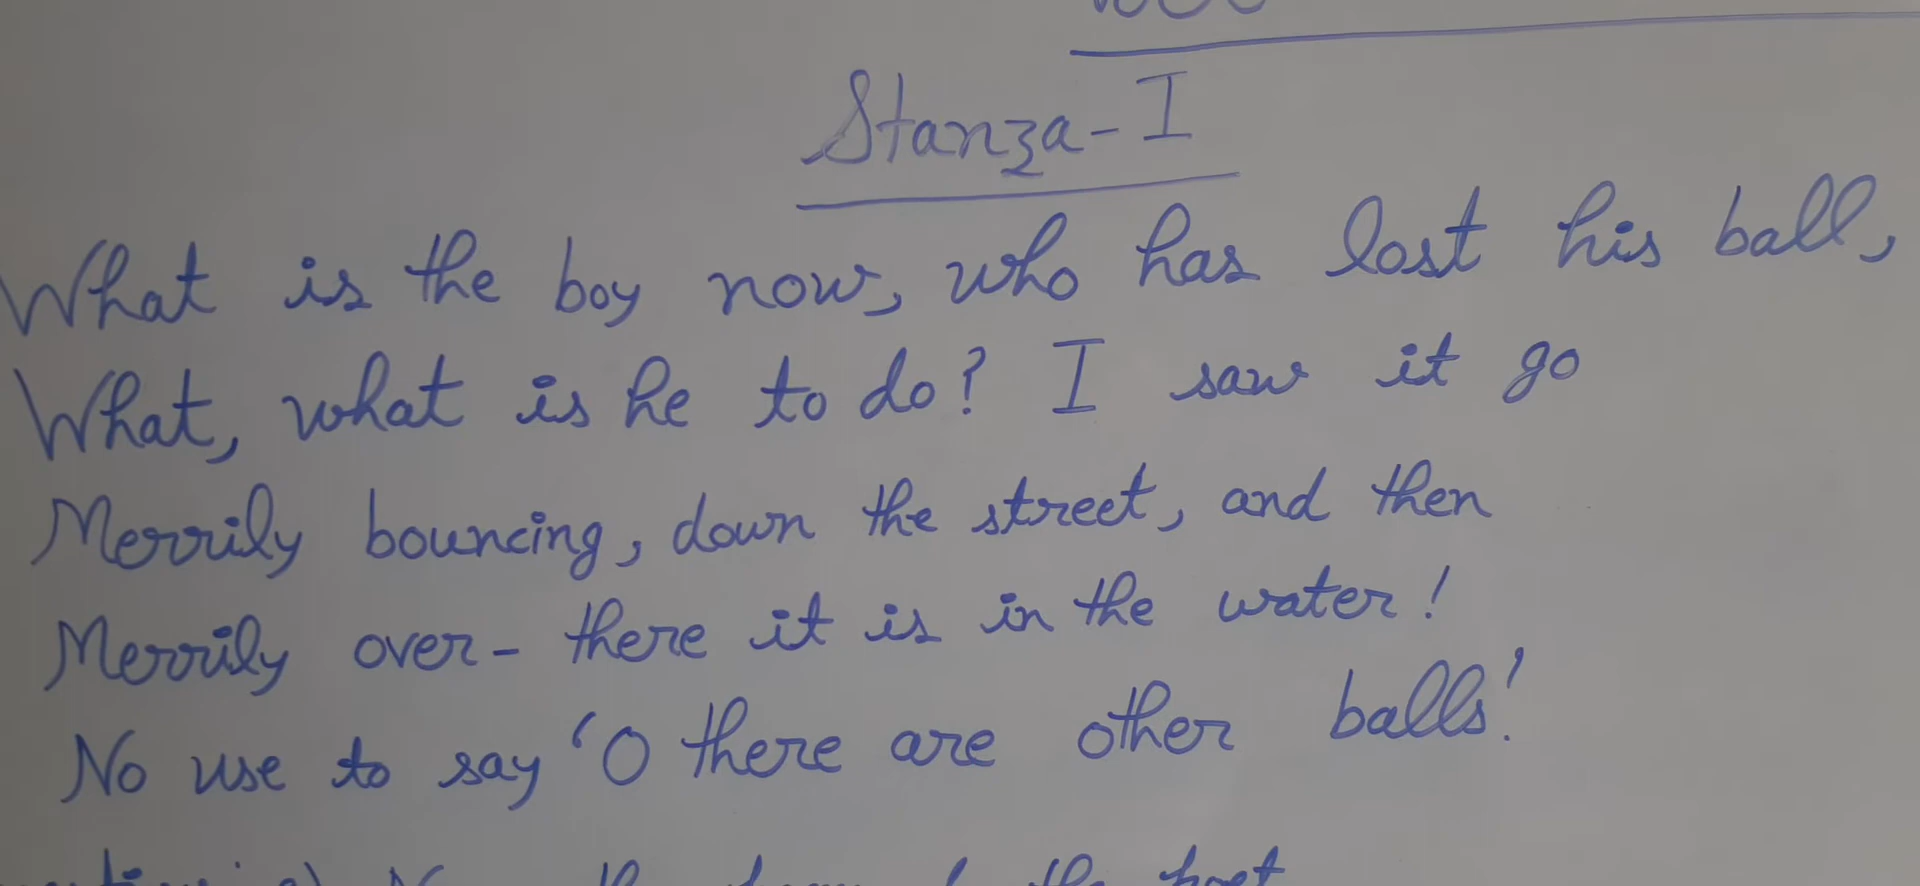 Stanza-I
What is the boy now, who has lost his ball,
What, what is he to do? I saw it go
Merrily bouncing, down the street, and then
Merrily over- there it is in the water!
No use to say 'O there are other balls.'
the poet